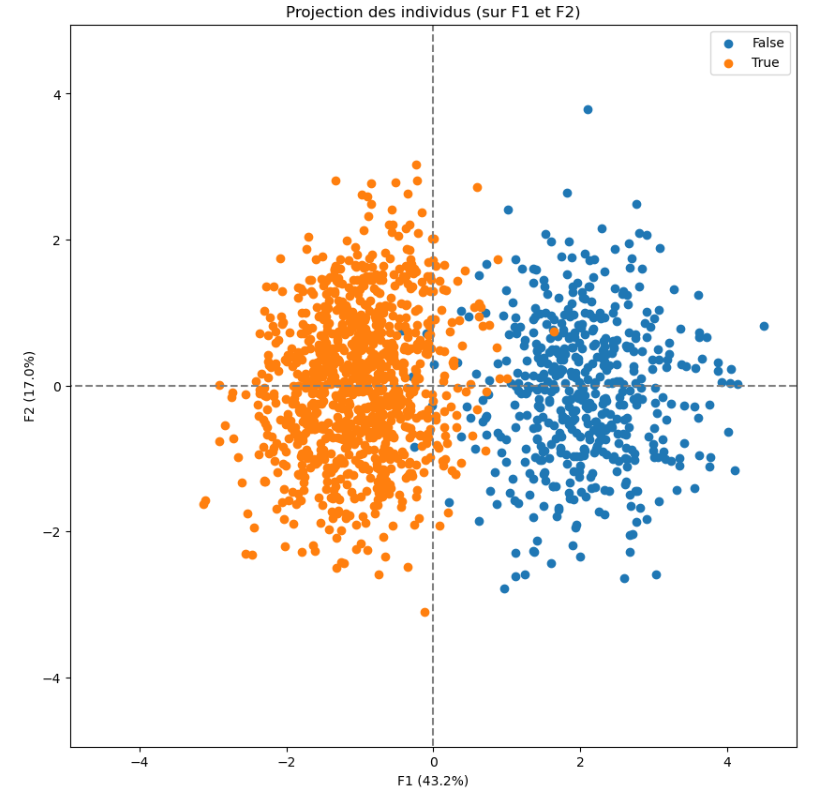 Projection des individus (sur F1 et F2)
False
True
4
2
0
−2
−4
F2 (17.0%)
−4
−2
0
2
4
F1 (43.2%)